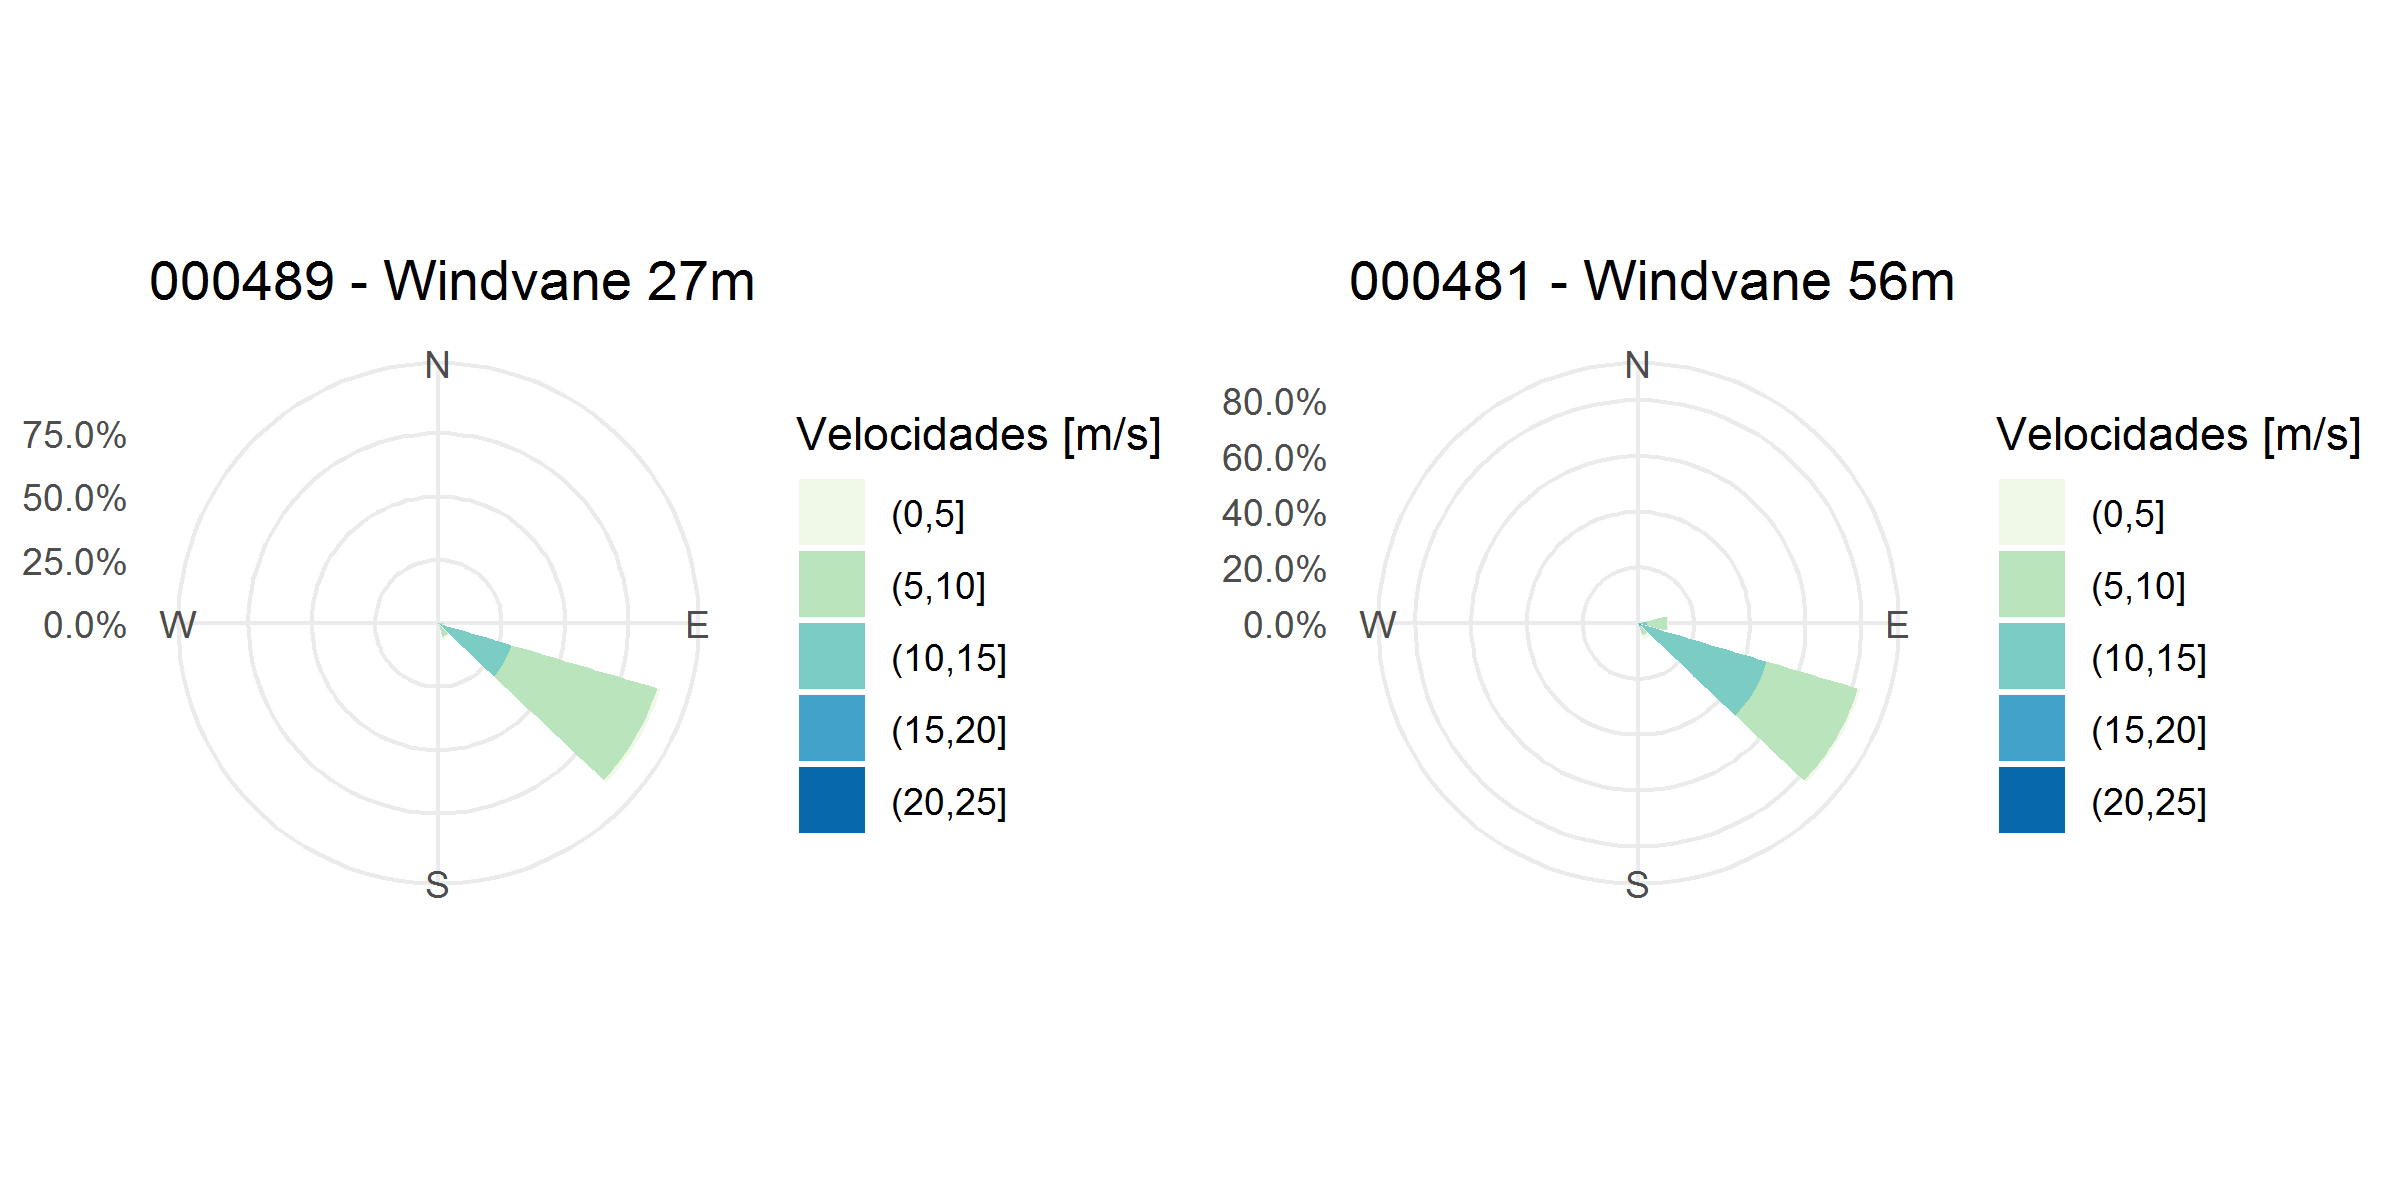 000489 - Windvane 27m
N
75.0%
50.0%
25.0%
0.0%
W
E
S
Velocidades [m/s]
(0,5]
(5,10]
(10,15]
(15,20]
(20,25]
000481 - Windvane 56m
N
80.0%
60.0%
40.0%
20.0%
0.0%
W
E
S
Velocidades [m/s]
(0,5]
(5,10]
(10,15]
(15,20]
(20,25]